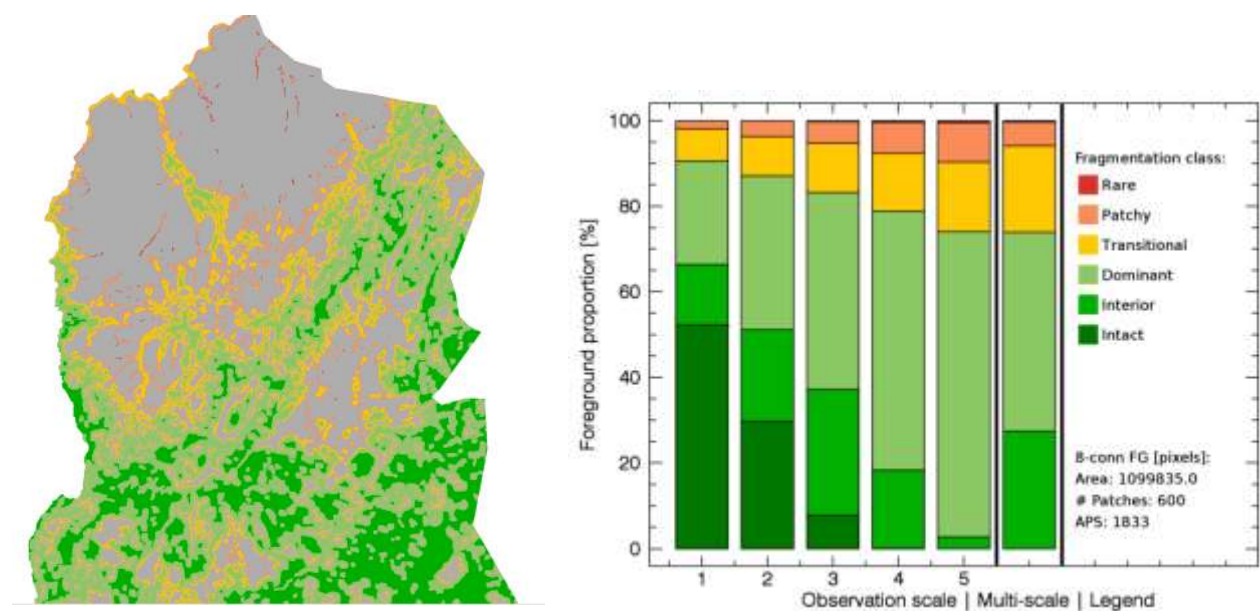 100
80
60
40
20
0
Foreground proportion [%]
1 2 3 4 5
Observation scale | Multi-scale | Legend
Fragmentation class:
Rare
Patchy
Transitional
Dominant
Interior
Intact
8-conn FG [pixels]:
Area: 1099835.0
# Patches: 600
APS: 1833